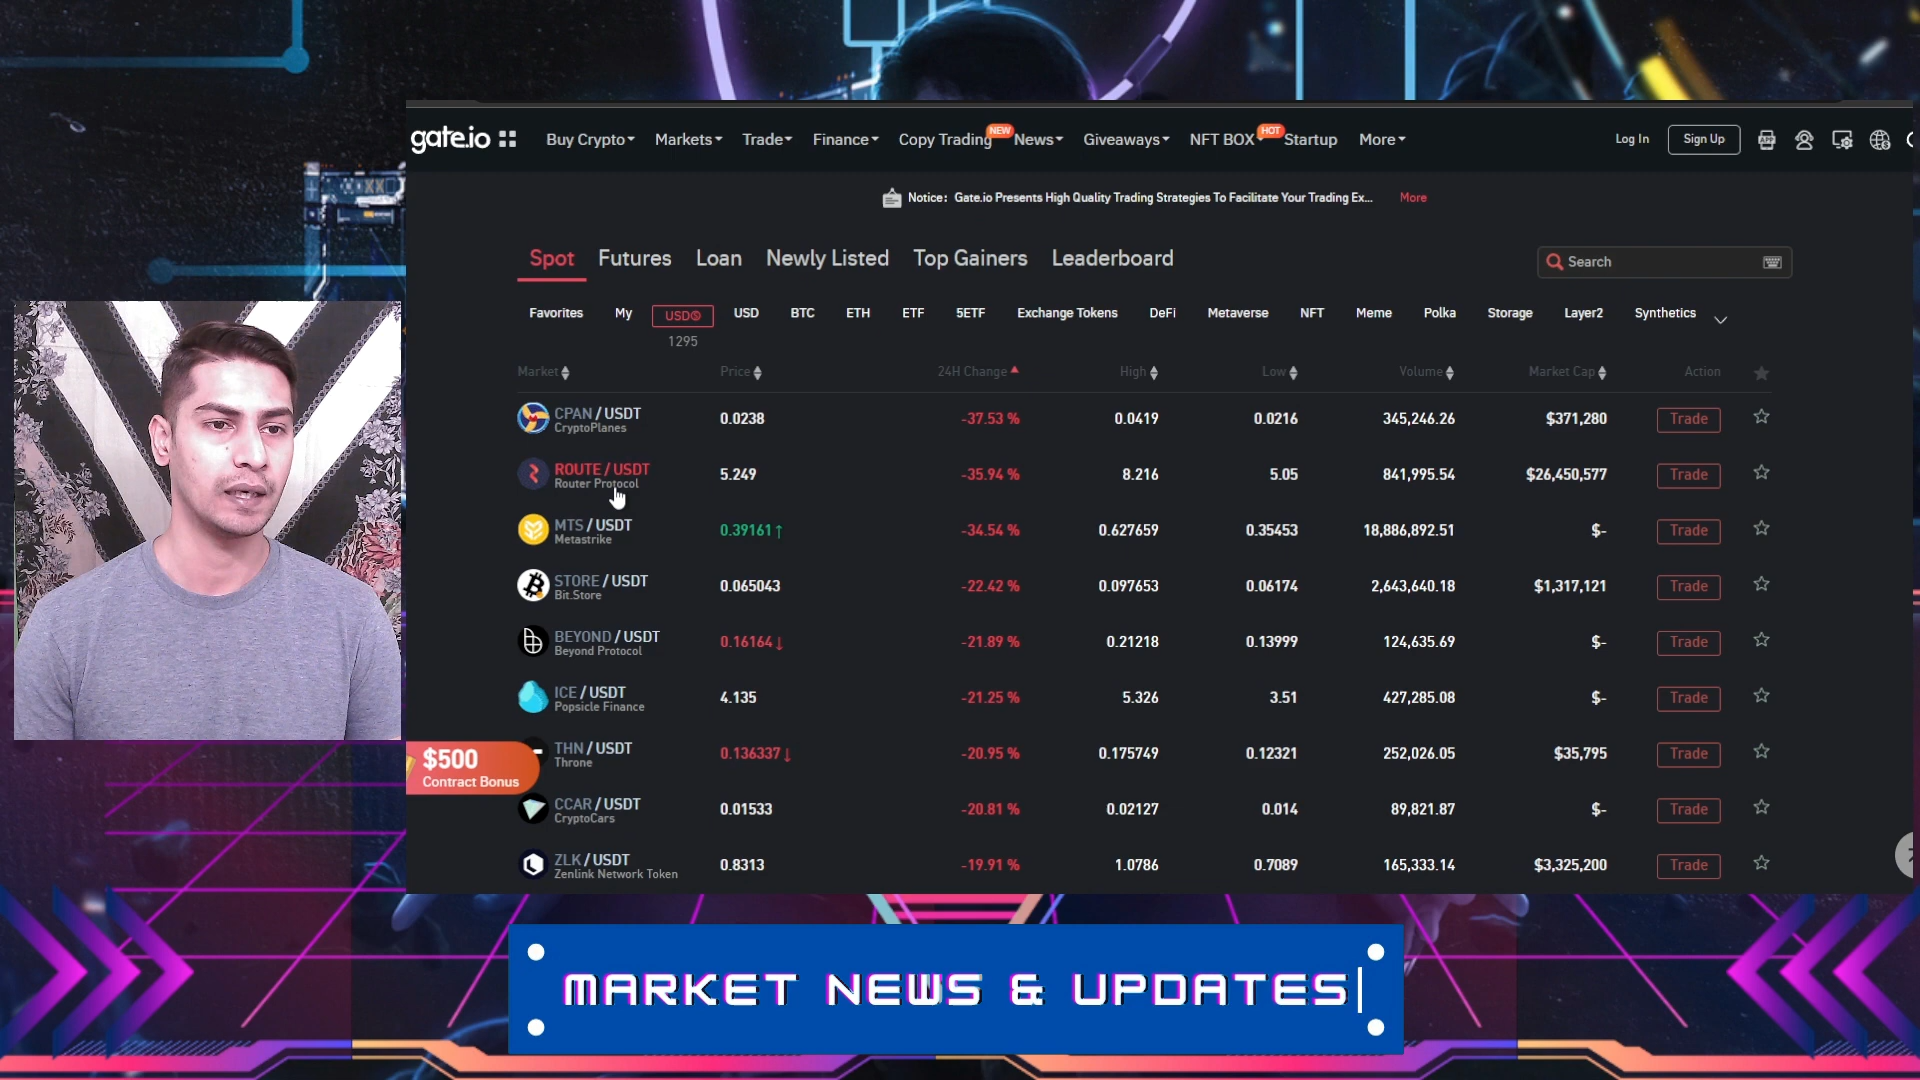 gate.io Buy Crypto Markets Trade Finance Copy Trading NEW News Giveaways NFT BOX HOT Startup More Log In Sign Up
Notice: Gate.io Presents High Quality Trading Strategies To Facilitate Your Trading Ex... More
Spot Futures Loan Newly Listed Top Gainers Leaderboard Search
Favorites My USDⓈ USD BTC ETH ETF 5ETF Exchange Tokens DeFi Metaverse NFT Meme Polka Storage Layer2 Synthetics
1295
Market Price 24H Change High Low Volume Market Cap Action
CPAN / USDT 0.0238 -37.53 % 0.0419 0.0216 345,246.26 $371,280 Trade
CryptoPlanes
ROUTE / USDT 5.249 -35.94 % 8.216 5.05 841,995.54 $26,450,577 Trade
Router Protocol
MTS / USDT 0.39161↑ -34.54 % 0.627659 0.35453 18,886,892.51 $- Trade
Metastrike
STORE / USDT 0.065043 -22.42 % 0.097653 0.06174 2,643,640.18 $1,317,121 Trade
Bit.Store
BEYOND / USDT 0.16164↓ -21.89 % 0.21218 0.13999 124,635.69 $- Trade
Beyond Protocol
ICE / USDT 4.135 -21.25 % 5.326 3.51 427,285.08 $- Trade
Popsicle Finance
THN / USDT 0.136337↓ -20.95 % 0.175749 0.12321 252,026.05 $35,795 Trade
Throne
$500
Contract Bonus
CCAR / USDT 0.01533 -20.81 % 0.02127 0.014 89,821.87 $- Trade
CryptoCars
ZLK / USDT 0.8313 -19.91 % 1.0786 0.7089 165,333.14 $3,325,200 Trade
Zenlink Network Token
MARKET NEWS & UPDATES